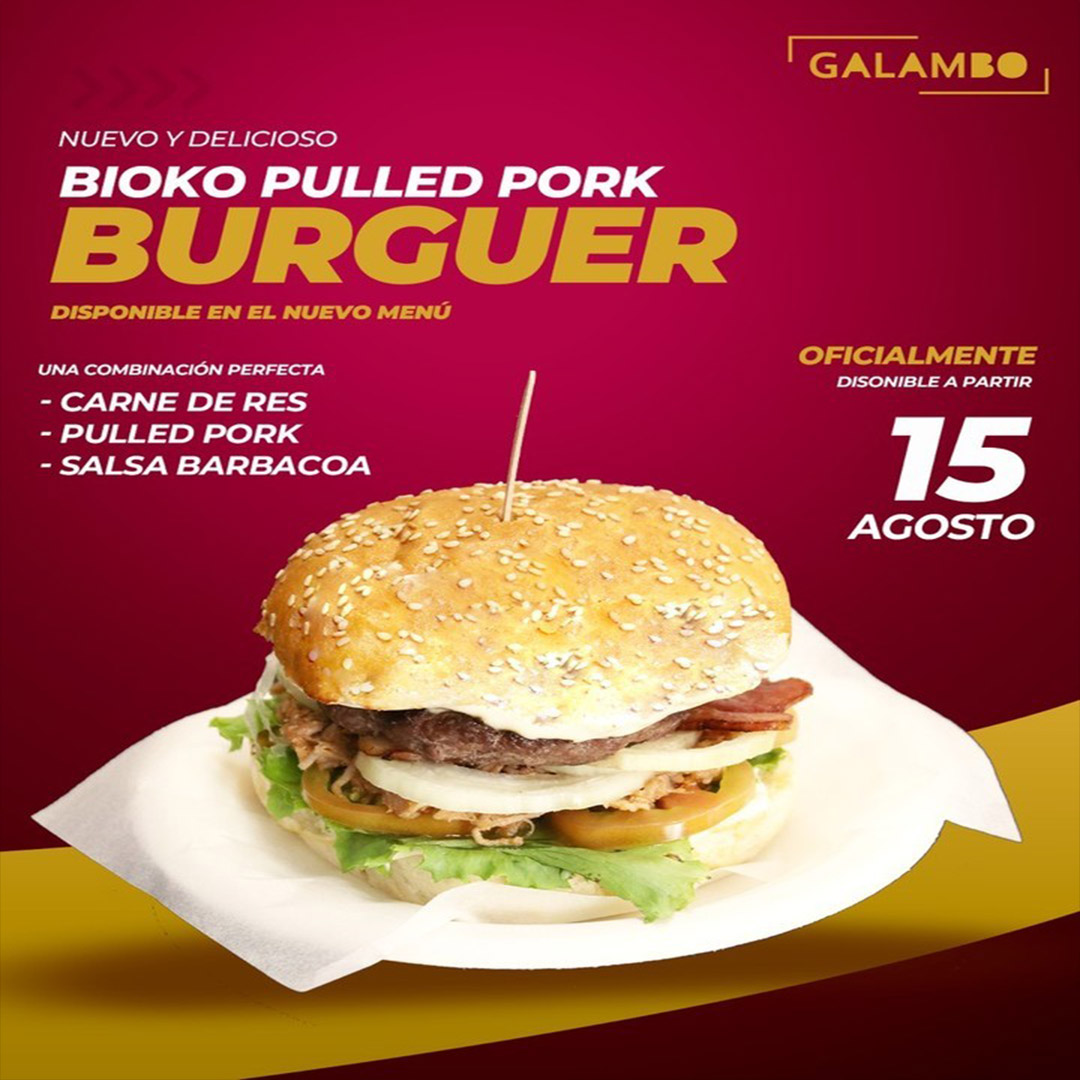 GALAMBO
NUEVO Y DELICIOSO
BIOKO PULLED PORK
BURGUER
DISPONIBLE EN EL NUEVO MENÚ
UNA COMBINACIÓN PERFECTA
- CARNE DE RES
- PULLED PORK
- SALSA BARBACOA
OFICIALMENTE
DISONIBLE A PARTIR
15
AGOSTO